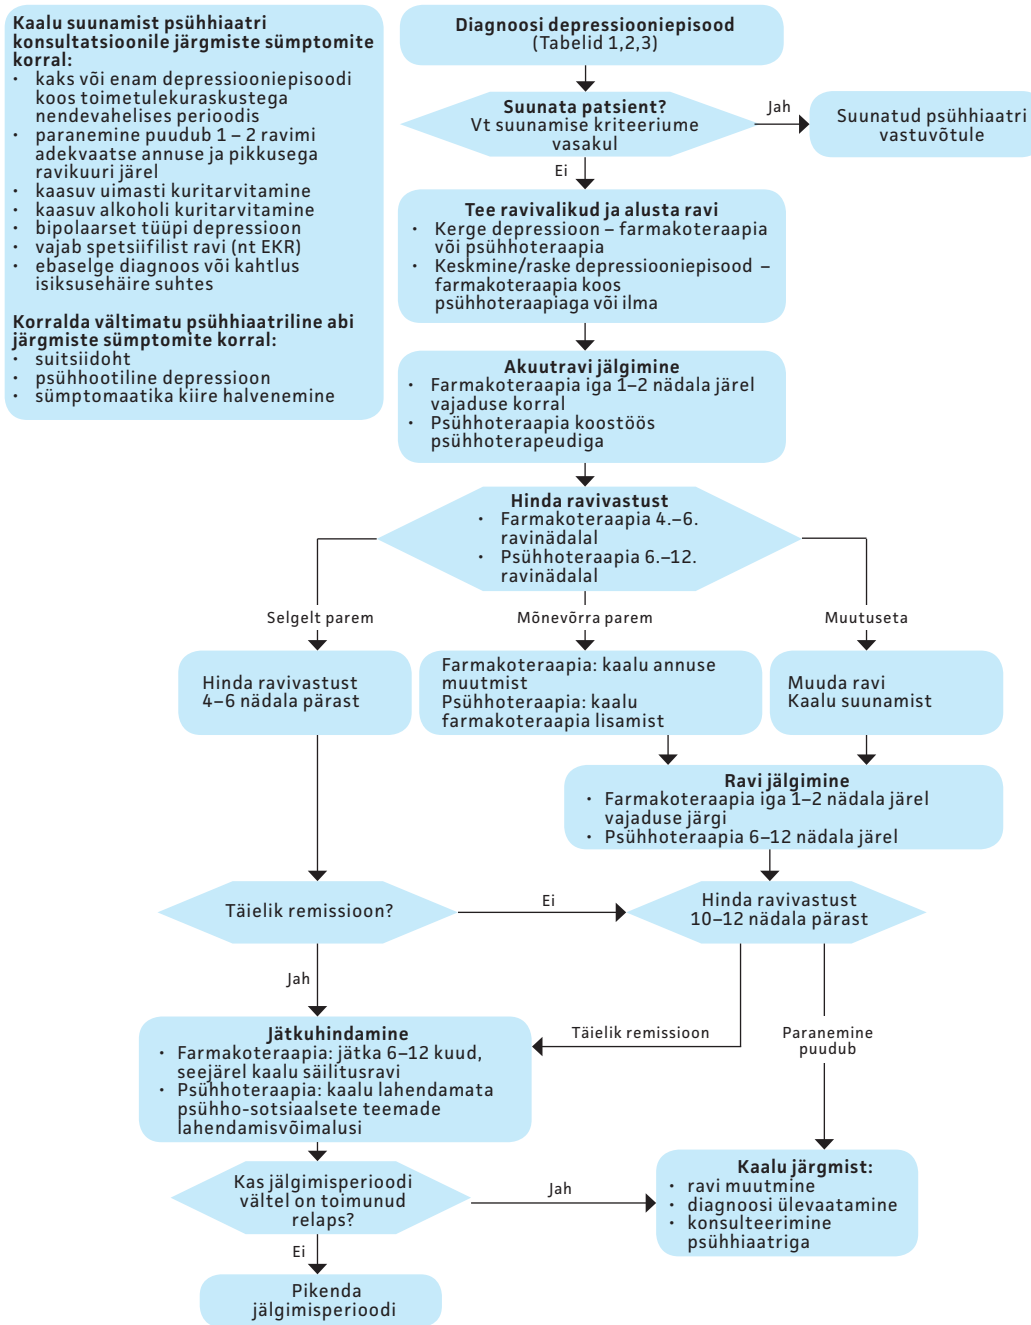 Kaalu suunamist psühhiaatri
konsultatsioonile järgmiste sümptomite
korral:
· kaks või enam depressiooniepisoodi
koos toimetulekuraskustega
nendevahelises perioodis
· paranemine puudub 1 – 2 ravimi
adekvaatse annuse ja pikkusega
ravikuuri järel
· kaasuv uimasti kuritarvitamine
· kaasuv alkoholi kuritarvitamine
· bipolaarset tüüpi depressioon
· vajab spetsiifilist ravi (nt EKR)
· ebaselge diagnoos või kahtlus
isiksusehäire suhtes
Korralda vältimatu psühhiaatriline abi
järgmiste sümptomite korral:
· suitsiidoht
· psühhootiline depressioon
· sümptomaatika kiire halvenemine
Diagnoosi depressiooniepisood
(Tabelid 1,2,3)
Suunata patsient?
Vt suunamise kriteeriume
vasakul
Jah
Suunatud psühhiaatri
vastuvõtule
Ei
Tee ravivalikud ja alusta ravi
· Kerge depressioon – farmakoteraapia
või psühhoteraapia
· Keskmine/raske depressiooniepisood –
farmakoteraapia koos
psühhoteraapiaga või ilma
Akuutravi jälgimine
· Farmakoteraapia iga 1–2 nädala järel
vajaduse korral
· Psühhoteraapia koostöös
psühhoterapeudiga
Hinda ravivastust
· Farmakoteraapia 4.–6.
ravinädalal
· Psühhoteraapia 6.–12.
ravinädalal
Selgelt parem
Mõnevõrra parem
Muutuseta
Hinda ravivastust
4–6 nädala pärast
Farmakoteraapia: kaalu annuse
muutmist
Psühhoteraapia: kaalu
farmakoteraapia lisamist
Muuda ravi
Kaalu suunamist
Ravi jälgimine
· Farmakoteraapia iga 1–2 nädala järel
vajaduse järgi
· Psühhoteraapia 6–12 nädala järel
Täielik remissioon?
Ei
Hinda ravivastust
10–12 nädala pärast
Jah
Täielik remissioon
Paranemine
puudub
Jätkuhindamine
· Farmakoteraapia: jätka 6–12 kuud,
seejärel kaalu säilitusravi
· Psühhoteraapia: kaalu lahendamata
psühho-sotsiaalsete teemade
lahendamisvõimalusi
Kas jälgimisperioodi
vältel on toimunud
relaps?
Jah
Kaalu järgmist:
· ravi muutmine
· diagnoosi ülevaatamine
· konsulteerimine
psühhiaatriga
Ei
Pikenda
jälgimisperioodi